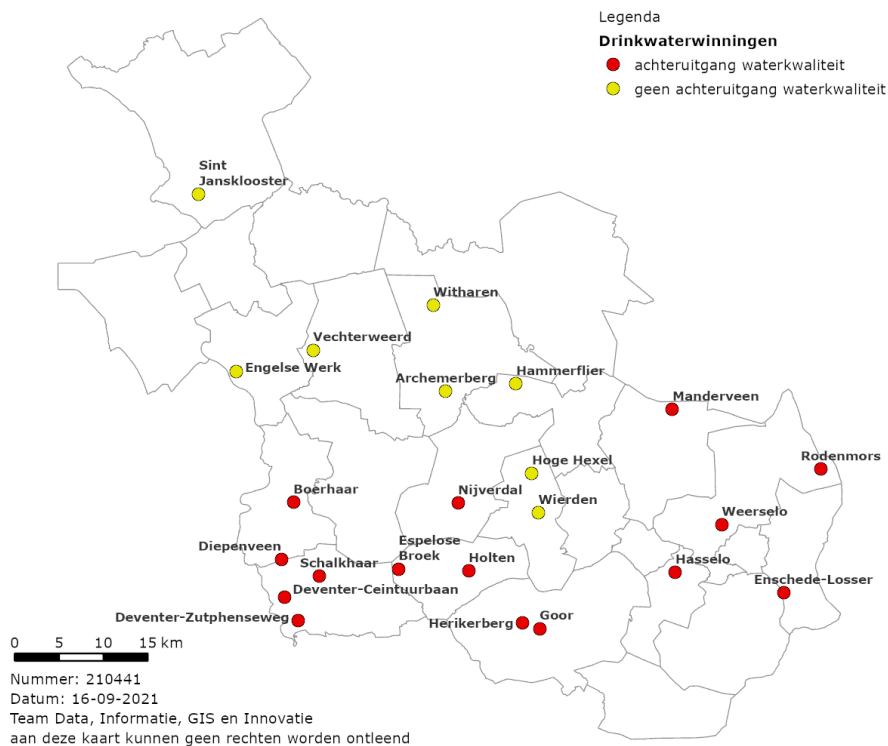 Legenda
Drinkwaterwinningen
achteruitgang waterkwaliteit
geen achteruitgang waterkwaliteit
Sint
Jansklooster
Witharen
Vechterweerd
Engelse Werk
Archemerberg
Hammerflier
Manderveen
Hoge Hexel
Rodenmors
Boerhaar
Nijverdal
Wierden
Weerselo
Diepenveen
Espelose
Broek
Schalkhaar
Holten
Hasselo
Enschede-Losser
Deventer-Ceintuurbaan
Deventer-Zutphenseweg
Herikerberg
Goor
0 5 10 15 km
Nummer: 210441
Datum: 16-09-2021
Team Data, Informatie, GIS en Innovatie
aan deze kaart kunnen geen rechten worden ontleend